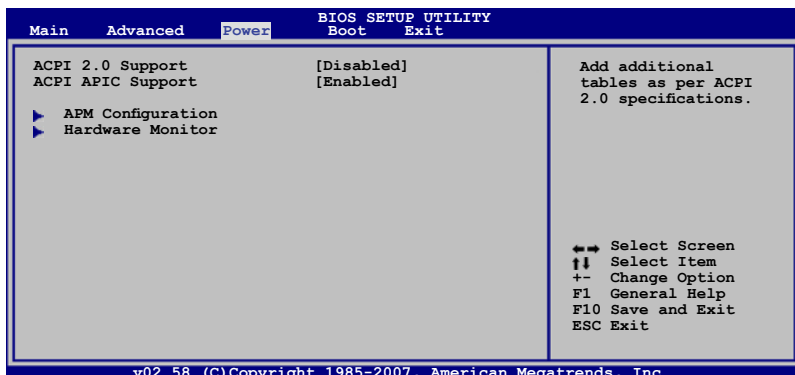 BIOS SETUP UTILITY
Main Advanced Power Boot Exit
ACPI 2.0 Support [Disabled]
ACPI APIC Support [Enabled]
APM Configuration
Hardware Monitor
Add additional
tables as per ACPI
2.0 specifications.
Select Screen
Select Item
+- Change Option
F1 General Help
F10 Save and Exit
ESC Exit
v02.58 (C)Copyright 1985-2007, American Megatrends, Inc.